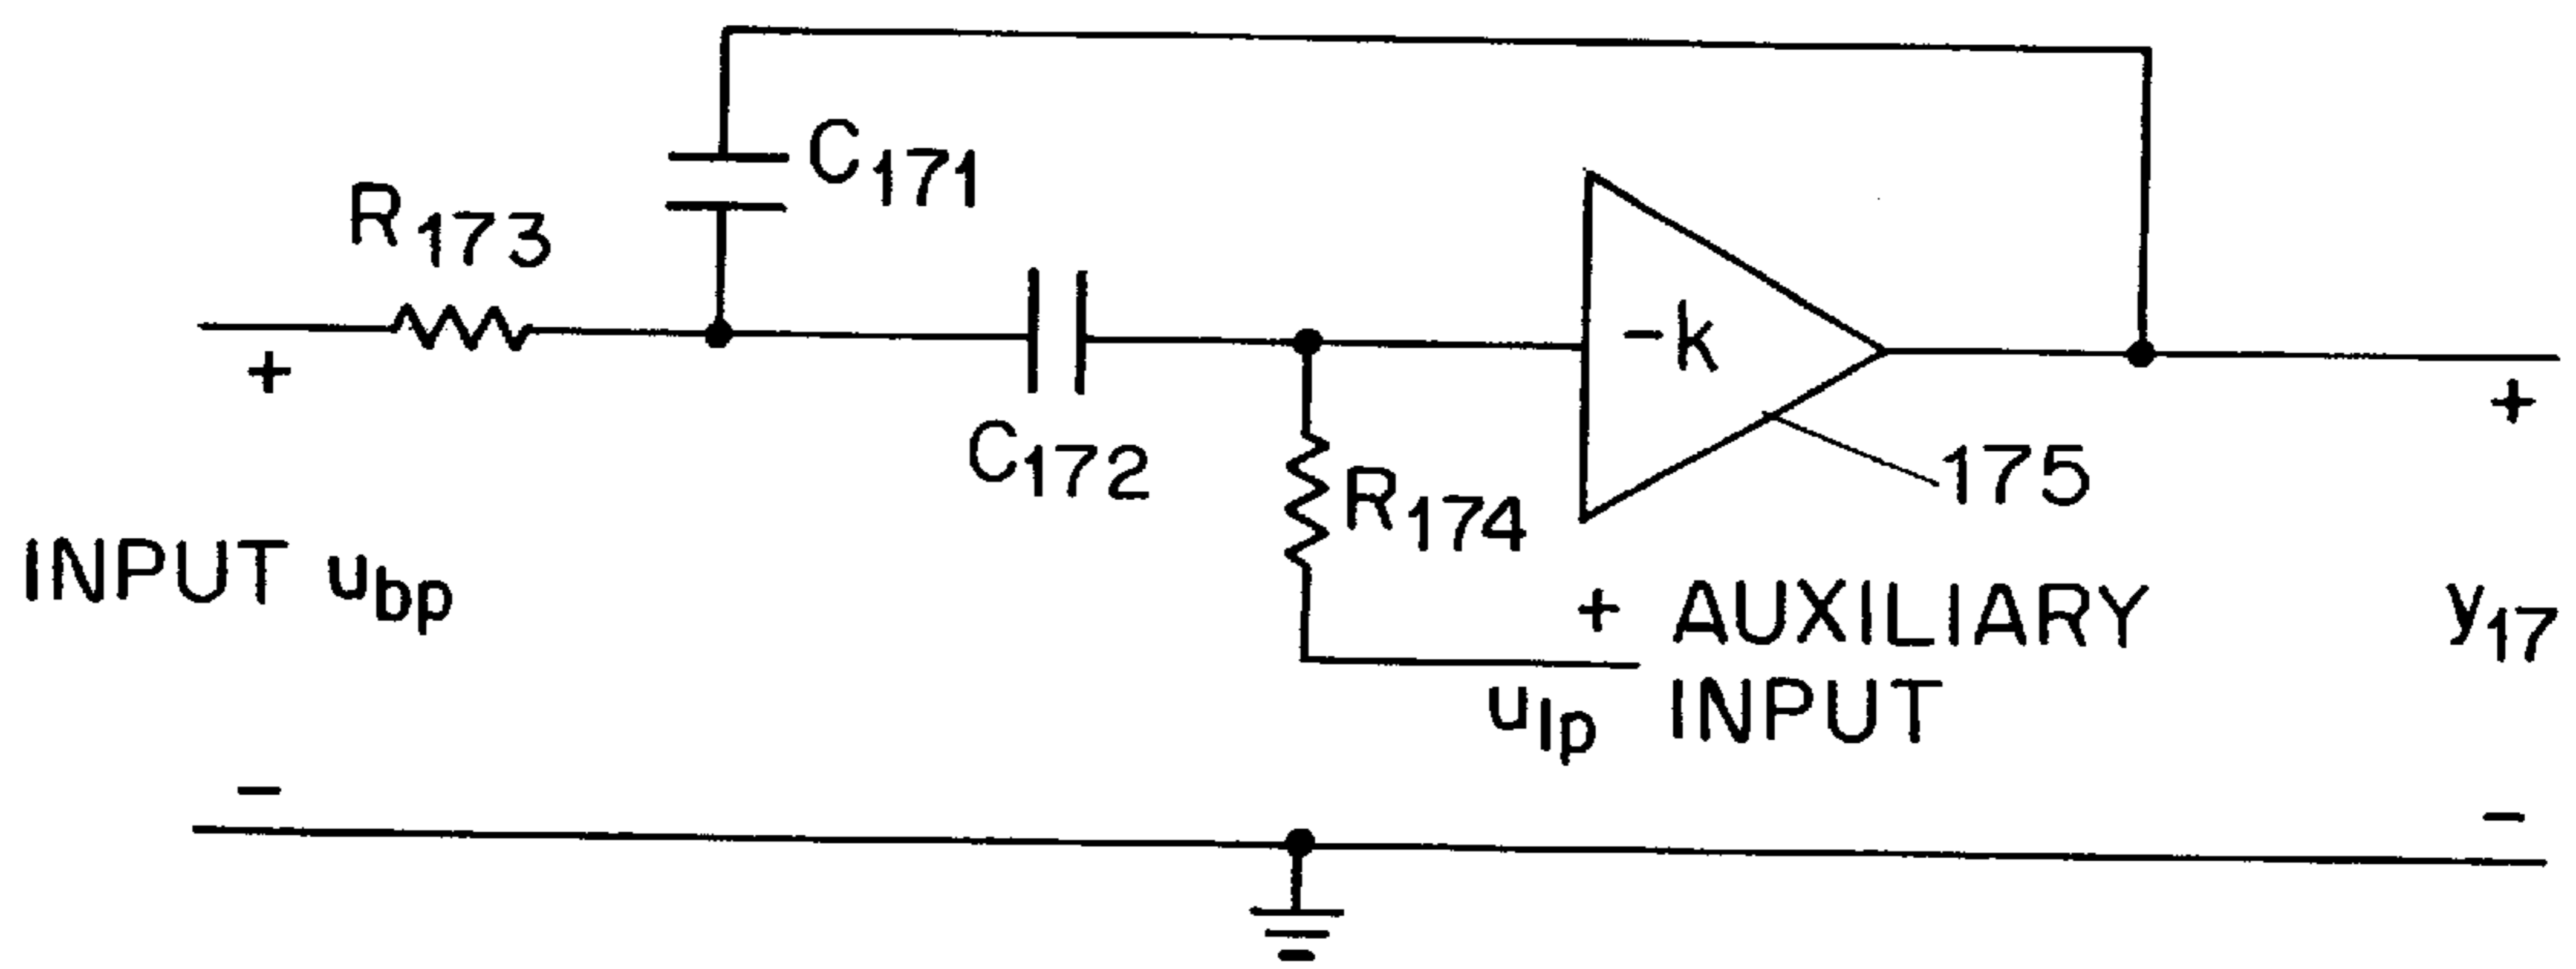 C171
R173
-k
+
C172
R174
175
+
INPUT ubp
+ AUXILIARY
ulp INPUT
y17
-
-